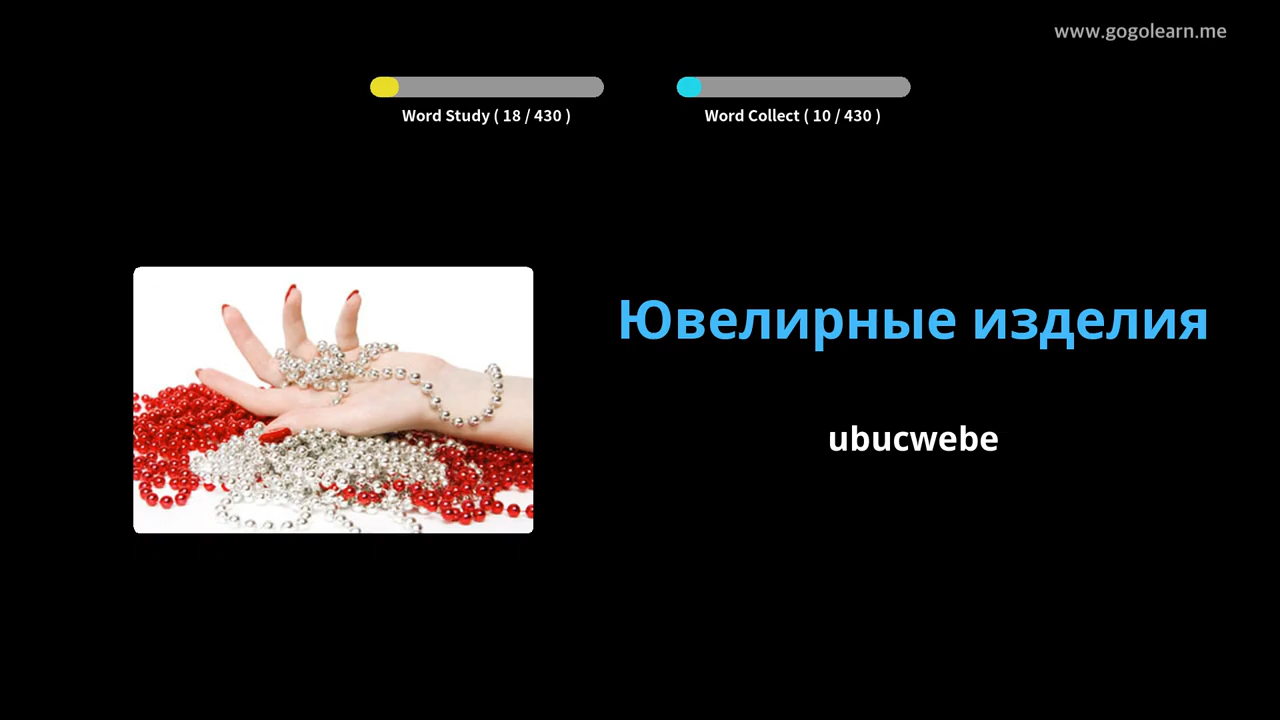 www.gogolearn.me
Word Study ( 18 / 430 )
Word Collect ( 10 / 430 )
Ювелирные изделия
ubucwebe